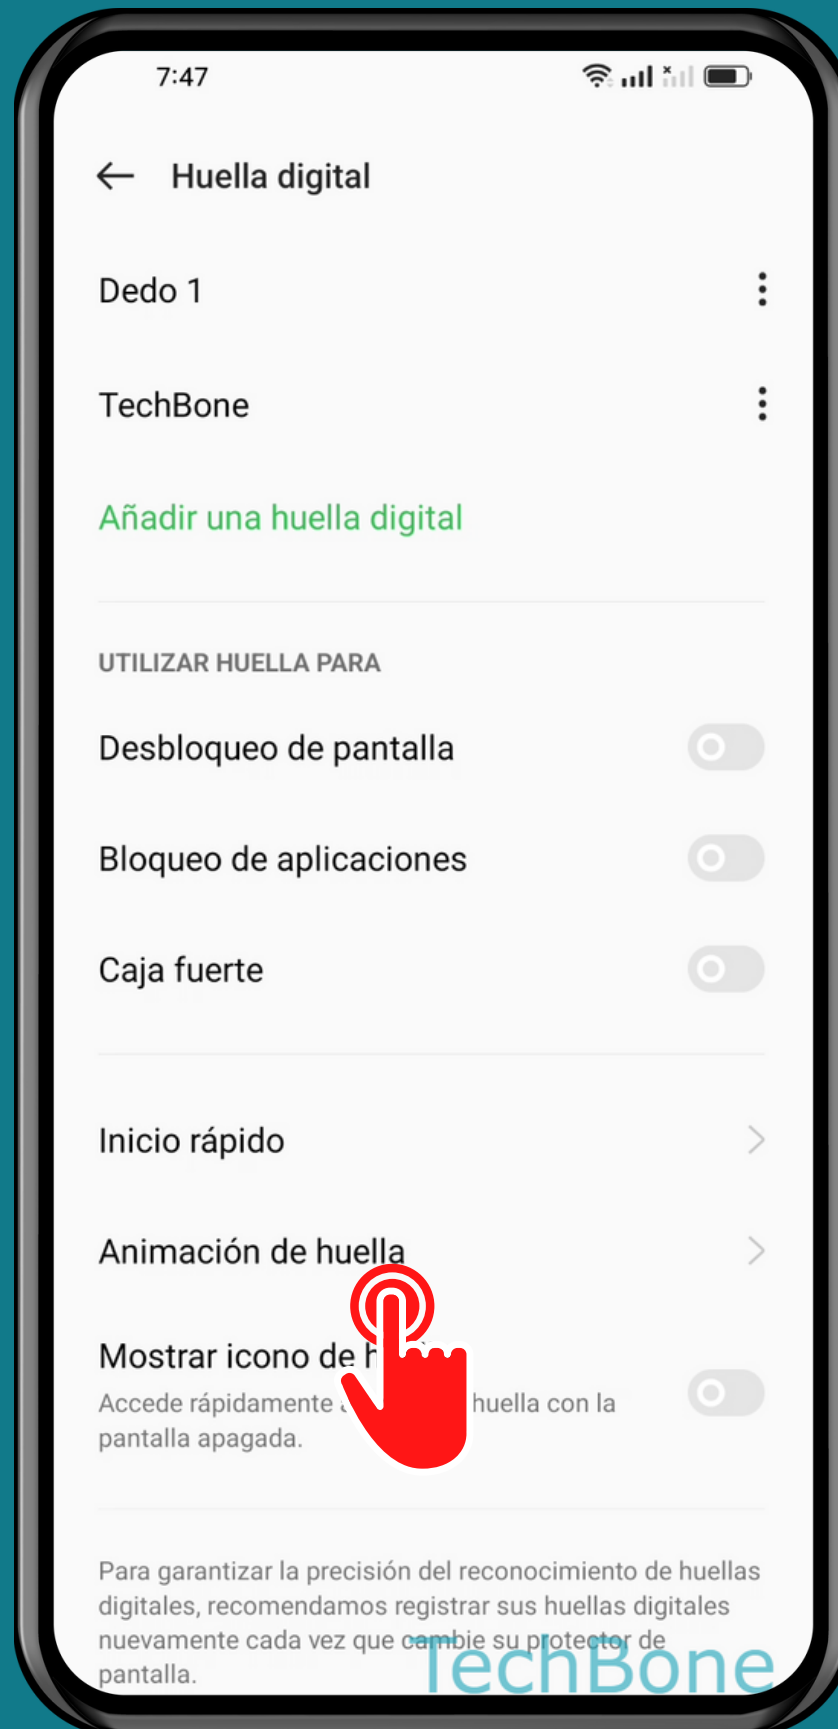 7:47
Huella digital
Dedo 1
TechBone
Añadir una huella digital
UTILIZAR HUELLA PARA
Desbloqueo de pantalla
Bloqueo de aplicaciones
Caja fuerte
Inicio rápido
Animación de huella
Mostrar icono de
Accede rápidamente huella con la
pantalla apagada.
Para garantizar la precisión del reconocimiento de huellas
digitales, recomendamos registrar sus huellas digitales
nuevamente cada vez que cambie su protector de
pantalla.
TechBone